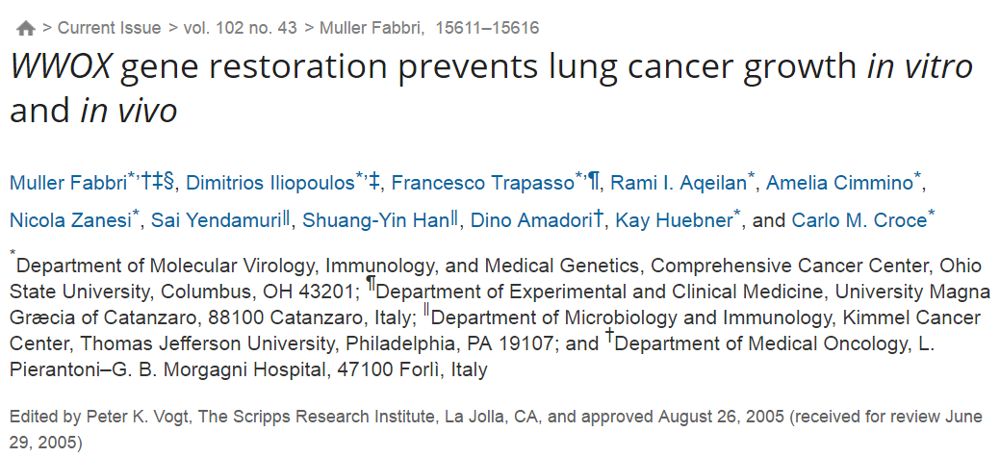 > Current Issue > vol. 102 no. 43 > Muller Fabbri, 15611–15616
WWOX gene restoration prevents lung cancer growth in vitro
and in vivo
Muller Fabbri*,†‡§, Dimitrios Iliopoulos*,‡, Francesco Trapasso*,¶, Rami I. Aqeilan*, Amelia Cimmino*,
Nicola Zanesi*, Sai Yendamuri‖, Shuang-Yin Han‖, Dino Amadori†, Kay Huebner*, and Carlo M. Croce*
*Department of Molecular Virology, Immunology, and Medical Genetics, Comprehensive Cancer Center, Ohio
State University, Columbus, OH 43201; ¶Department of Experimental and Clinical Medicine, University Magna
Græcia of Catanzaro, 88100 Catanzaro, Italy; ‖Department of Microbiology and Immunology, Kimmel Cancer
Center, Thomas Jefferson University, Philadelphia, PA 19107; and †Department of Medical Oncology, L.
Pierantoni–G. B. Morgagni Hospital, 47100 Forlì, Italy
Edited by Peter K. Vogt, The Scripps Research Institute, La Jolla, CA, and approved August 26, 2005 (received for review June
29, 2005)